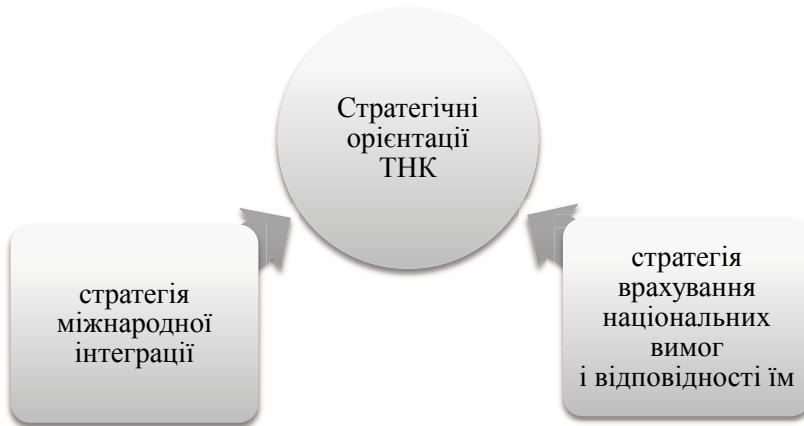 Стратегічні
орієнтації
ТНК
стратегія
міжнародної
інтеграції
стратегія
врахування
національних
вимог
і відповідності їм